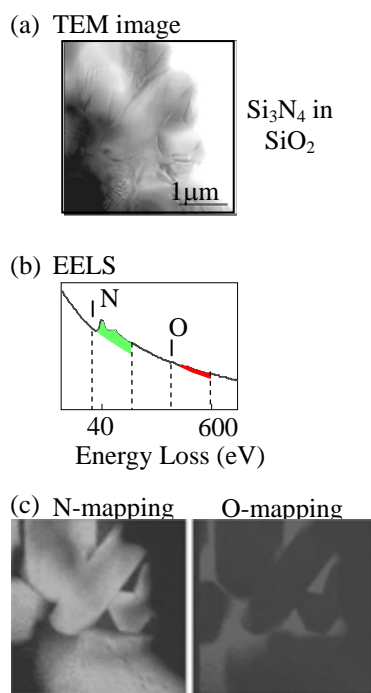 (a) TEM image
Si₃N₄ in
SiO₂
1μm
(b) EELS
N
O
40
600
Energy Loss (eV)
(c) N-mapping
O-mapping